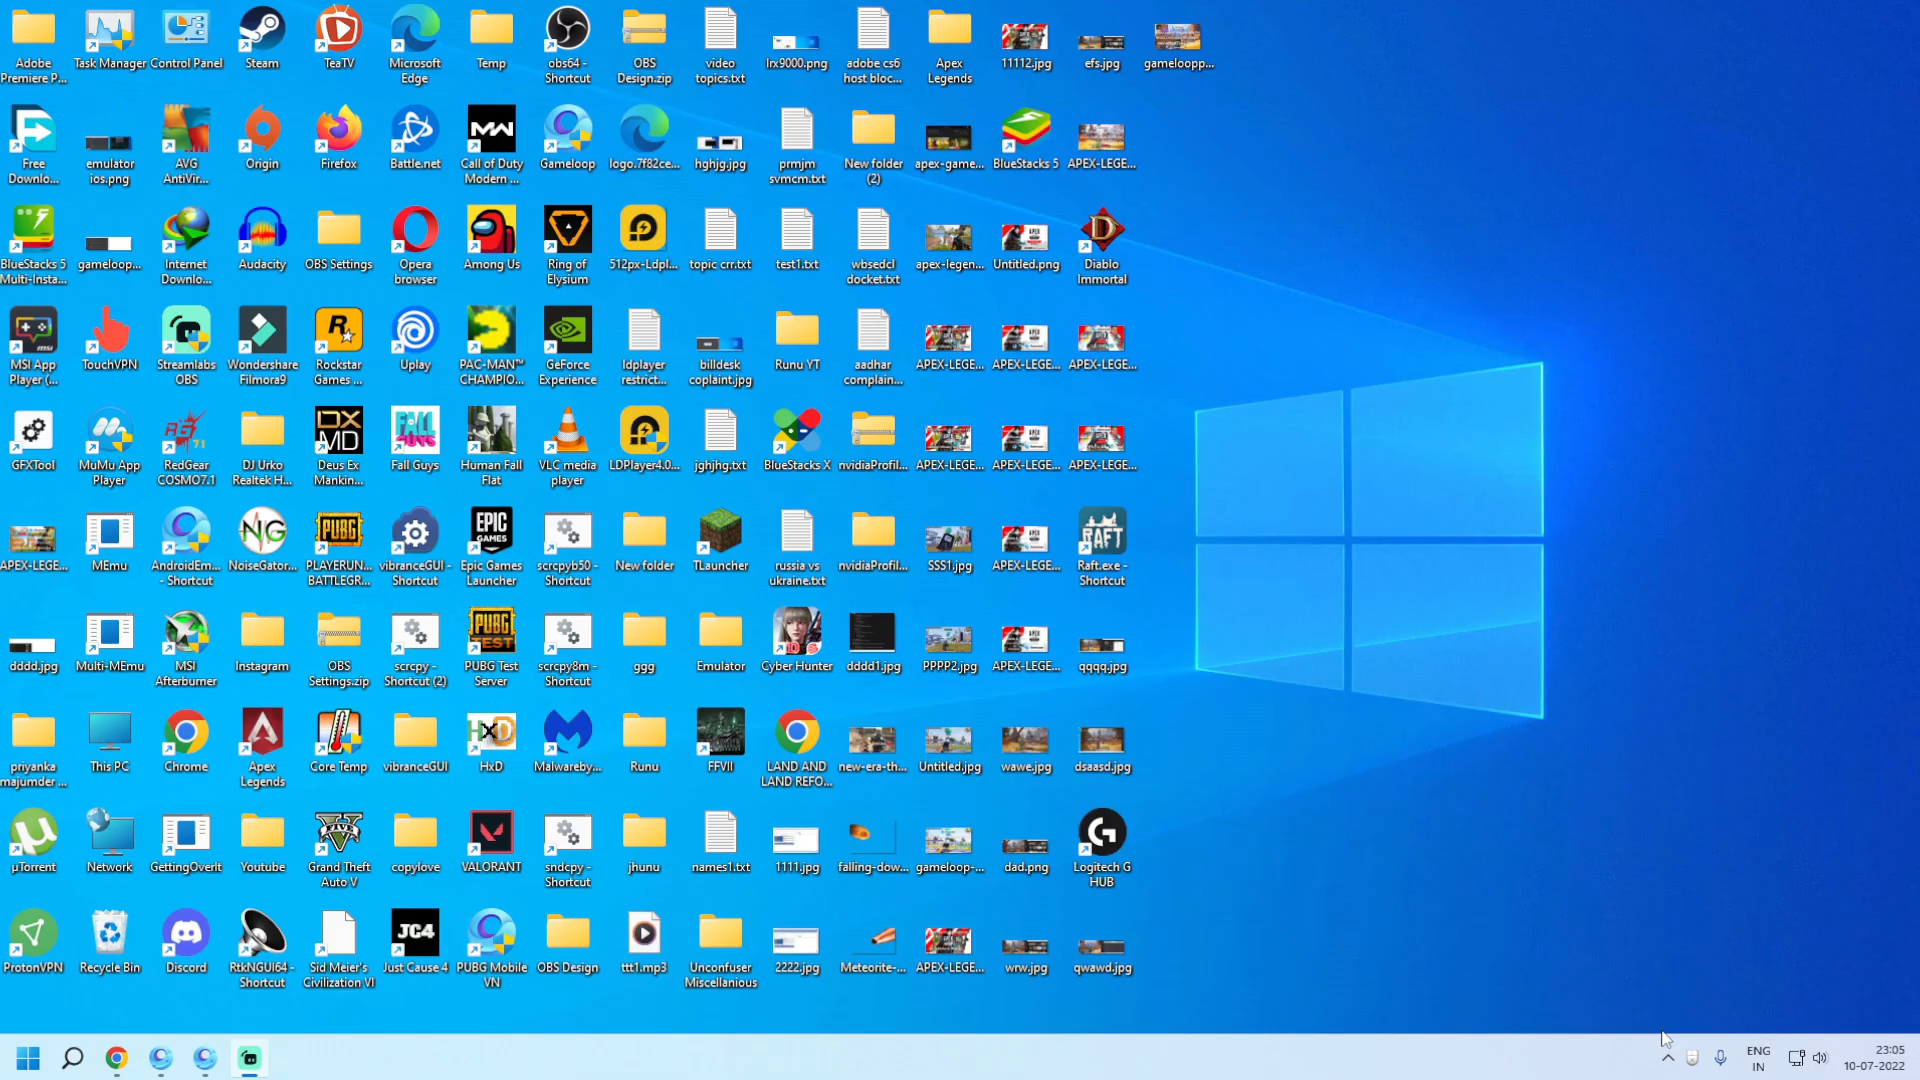 Adobe
Premiere P...
Task Manager
Control Panel
Steam
TeaTV
Microsoft
Edge
Temp
obs64 -
Shortcut
OBS
Design.zip
video
topics.txt
lrx9000.png
adobe cs6
host bloc...
Apex
Legends
11112.jpg
efs.jpg
gameloopp...
Free
Downlo...
emulator
ios.png
AVG
AntiVir...
Origin
Firefox
Battle.net
Call of Duty
Modern ...
Gameloop
logo.7f82ce...
hghjg.jpg
prmjm
svmcm.txt
New folder
(2)
apex-game...
BlueStacks 5
APEX-LEGE...
BlueStacks 5
Multi-Insta...
gameloop...
Internet
Downlo...
Audacity
OBS Settings
Opera
browser
Among Us
Ring of
Elysium
512px-Ldpl...
topic crr.txt
test1.txt
wbsedcl
docket.txt
apex-legen...
Untitled.png
Diablo
Immortal
MSI App
Player (...
TouchVPN
Streamlabs
OBS
Wondershare
Filmora9
Rockstar
Games ...
Uplay
PAC-MAN™
CHAMPIO...
GeForce
Experience
ldplayer
restrict...
billdesk
coplaint.jpg
Runu YT
aadhar
complain...
APEX-LEGE...
APEX-LEGE...
APEX-LEGE...
GFXTool
MuMu App
Player
RedGear
COSMO7.1
DJ Urko
Realtek H...
DX
MD
Deus Ex
Mankin...
FALL
GUYS
Fall Guys
Human Fall
Flat
VLC media
player
LDPlayer4.0...
jghjhg.txt
BlueStacks X
nvidiaProfil...
APEX-LEGE...
APEX-LEGE...
APEX-LEGE...
APEX-LEGE...
MEmu
AndroidEm...
- Shortcut
NG
NoiseGator...
PUBG
PLAYERUN...
BATTLEGR...
vibranceGUI -
Shortcut
EPIC
GAMES
Epic Games
Launcher
scrcpyb50 -
Shortcut
New folder
TLauncher
russia vs
ukraine.txt
nvidiaProfil...
SSS1.jpg
APEX-LEGE...
RAFT
Raft.exe -
Shortcut
dddd.jpg
Multi-MEmu
MSI
Afterburner
Instagram
OBS
Settings.zip
scrcpy -
Shortcut (2)
PUBG
TEST
PUBG Test
Server
scrcpy8m -
Shortcut
ggg
Emulator
Cyber Hunter
dddd1.jpg
PPPP2.jpg
APEX-LEGE...
qqqq.jpg
priyanka
majumder ...
This PC
Chrome
Apex
Legends
Core Temp
vibranceGUI
HxD
HxD
Malwareby...
Runu
FFVII
LAND AND
LAND REFO...
new-era-th...
Untitled.jpg
wawe.jpg
dsaasd.jpg
µTorrent
Network
GettingOverIt
Youtube
FIVE
Grand Theft
Auto V
copylove
VALORANT
sndcpy -
Shortcut
jhunu
names1.txt
1111.jpg
falling-dow...
gameloop-...
dad.png
Logitech G
HUB
ProtonVPN
Recycle Bin
Discord
RtkNGUI64 -
Shortcut
Sid Meier's
Civilization VI
JC4
Just Cause 4
PUBG Mobile
VN
OBS Design
ttt1.mp3
Unconfuser
Miscellanious
2222.jpg
Meteorite-...
APEX-LEGE...
wrw.jpg
qwawd.jpg
ENG
IN
23:05
10-07-2022